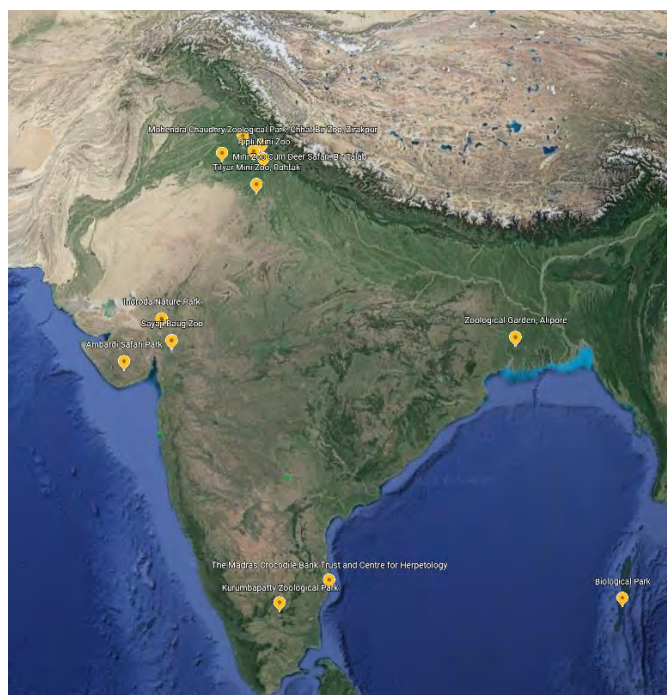 Mohendra Chaudhry Zoological Park, Chhat Bir Zoo, Zirakpur
Pipli Mini Zoo
Mini Zoo Cum Deer Safari, Bir Talab
Tilyar Mini Zoo, Rohtak
Indroda Nature Park
Sayaji Baug Zoo
Zoological Garden, Alipore
Ambardi Safari Park
The Madras Crocodile Bank Trust and Centre for Herpetology
Kurumbapatty Zoological Park
Biological Park